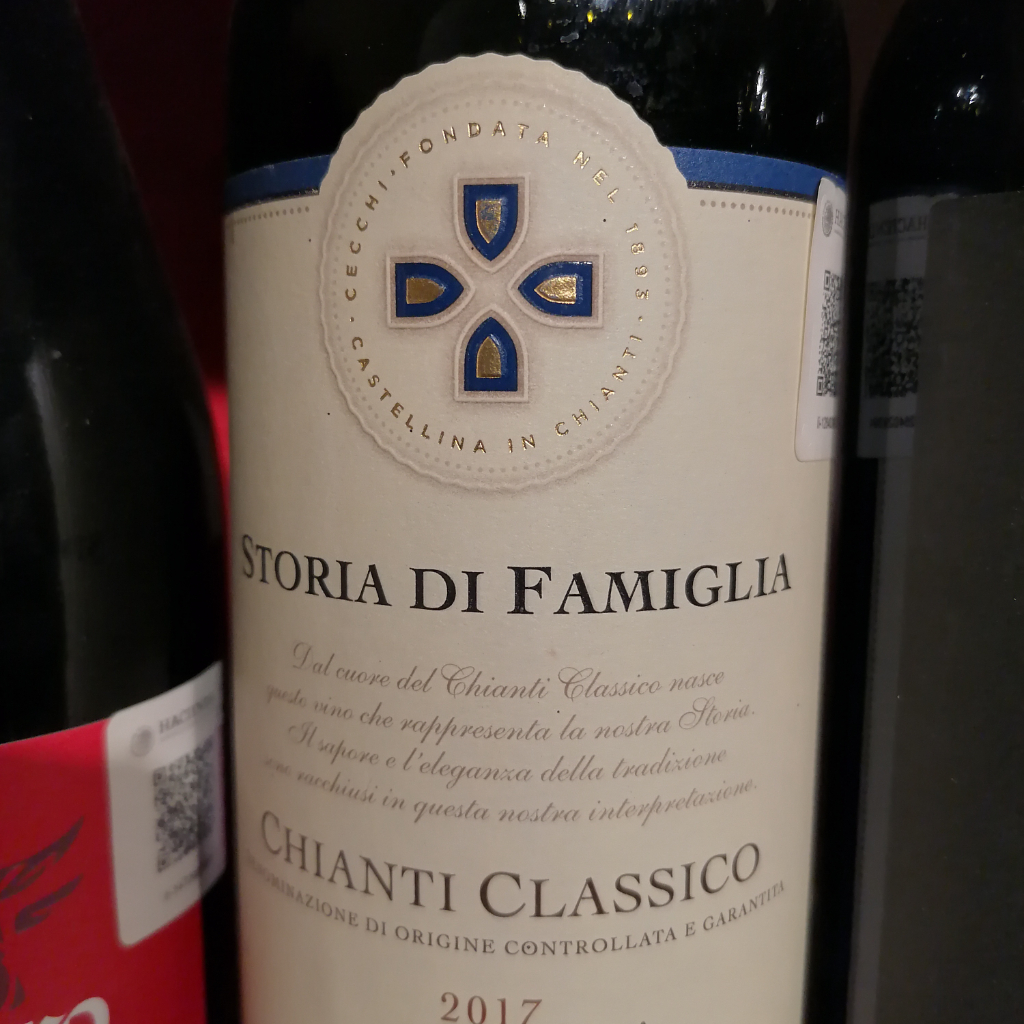 CECCHI · FONDATA NEL 1893 · CASTELLINA IN CHIANTI ·
STORIA DI FAMIGLIA
Dal cuore del Chianti Classico nasce
questo vino che rappresenta la nostra Storia.
Il sapore e l'eleganza della tradizione
sono racchiusi in questa nostra interpretazione.
CHIANTI CLASSICO
DENOMINAZIONE DI ORIGINE CONTROLLATA E GARANTITA
2017